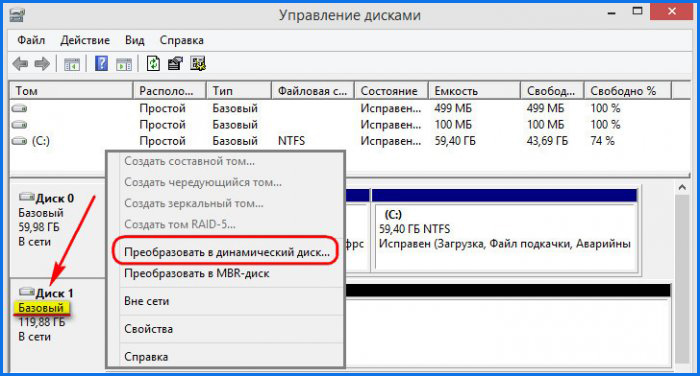 Управление дисками
Файл Действие Вид Справка
Том Располо... Тип Файловая с... Состояние Емкость Свобод... Свободно %
Простой Базовый Исправен... 499 МБ 499 МБ 100 %
Простой Базовый Исправен... 100 МБ 100 МБ 100 %
(C:) Простой Базовый NTFS Исправен... 59,40 ГБ 43,69 ГБ 74 %
Создать составной том...
Создать чередующийся том...
Создать зеркальный том...
Создать том RAID-5...
Преобразовать в динамический диск...
Преобразовать в MBR-диск
Вне сети
Свойства
Справка
Диск 0
Базовый
59,98 ГБ
В сети
фрс
(C:)
59,40 ГБ NTFS
Исправен (Загрузка, Файл подкачки, Аварийны
Диск 1
Базовый
119,88 ГБ
В сети